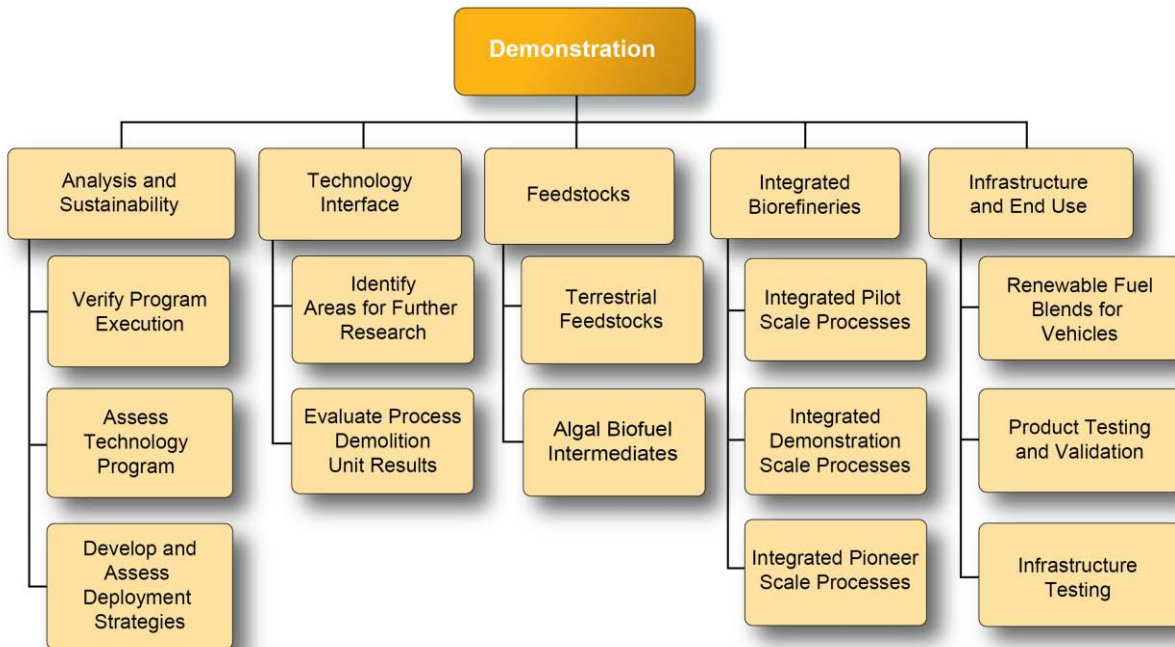 Demonstration
Analysis and
Sustainability
Verify Program
Execution
Assess
Technology
Program
Develop and
Assess
Deployment
Strategies
Technology
Interface
Identify
Areas for Further
Research
Evaluate Process
Demolition
Unit Results
Feedstocks
Terrestrial
Feedstocks
Algal Biofuel
Intermediates
Integrated
Biorefineries
Integrated Pilot
Scale Processes
Integrated
Demonstration
Scale Processes
Integrated Pioneer
Scale Processes
Infrastructure
and End Use
Renewable Fuel
Blends for
Vehicles
Product Testing
and Validation
Infrastructure
Testing